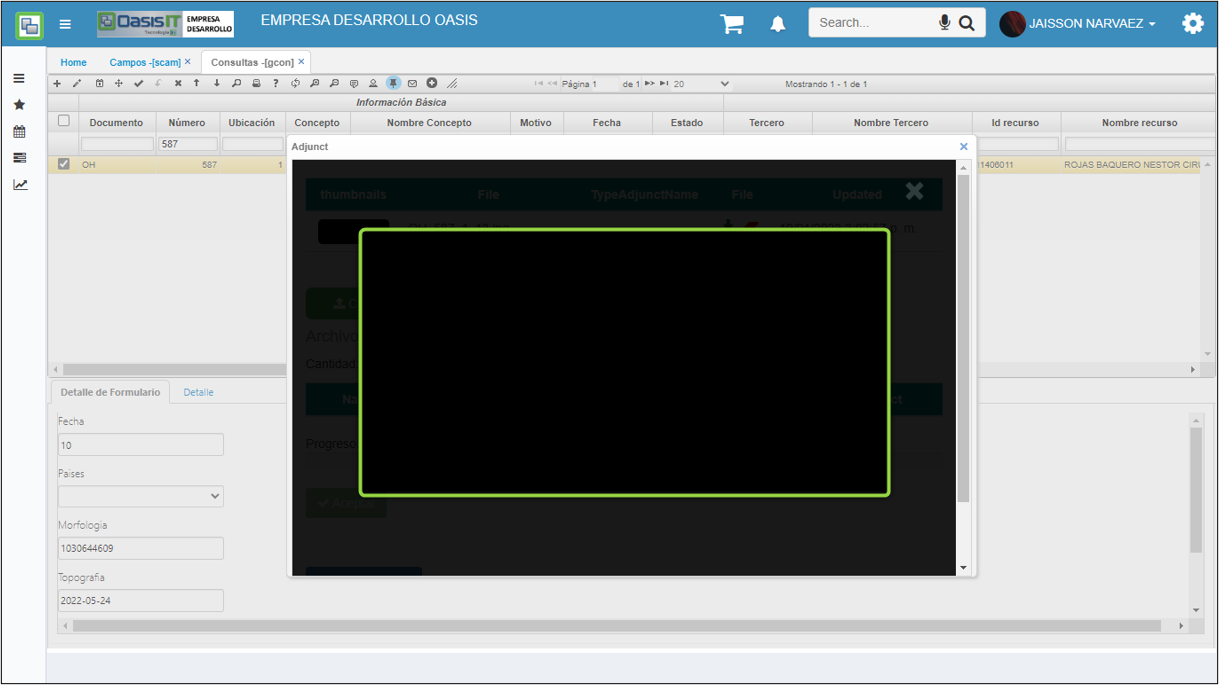 OasisIT
Tecnología
EMPRESA
DESARROLLO
EMPRESA DESARROLLO OASIS
Search...
JAISSON NARVAEZ
Home
Campos -[scam] ×
Consultas -[gcon] ×
Página 1 de 1 20 Mostrando 1 - 1 de 1
Información Básica
Documento Número Ubicación Concepto Nombre Concepto Motivo Fecha Estado Tercero Nombre Tercero Id recurso Nombre recurso
587
OH 587 1 1406011 ROJAS BAQUERO NESTOR CIRU
Adjunct ×
thumbnails File TypeAdjunctName File Updated
Archivo
Cantidad
Progreso
Detalle de Formulario Detalle
Fecha
10
Paises
Morfologia
1030644609
Topografia
2022-05-24